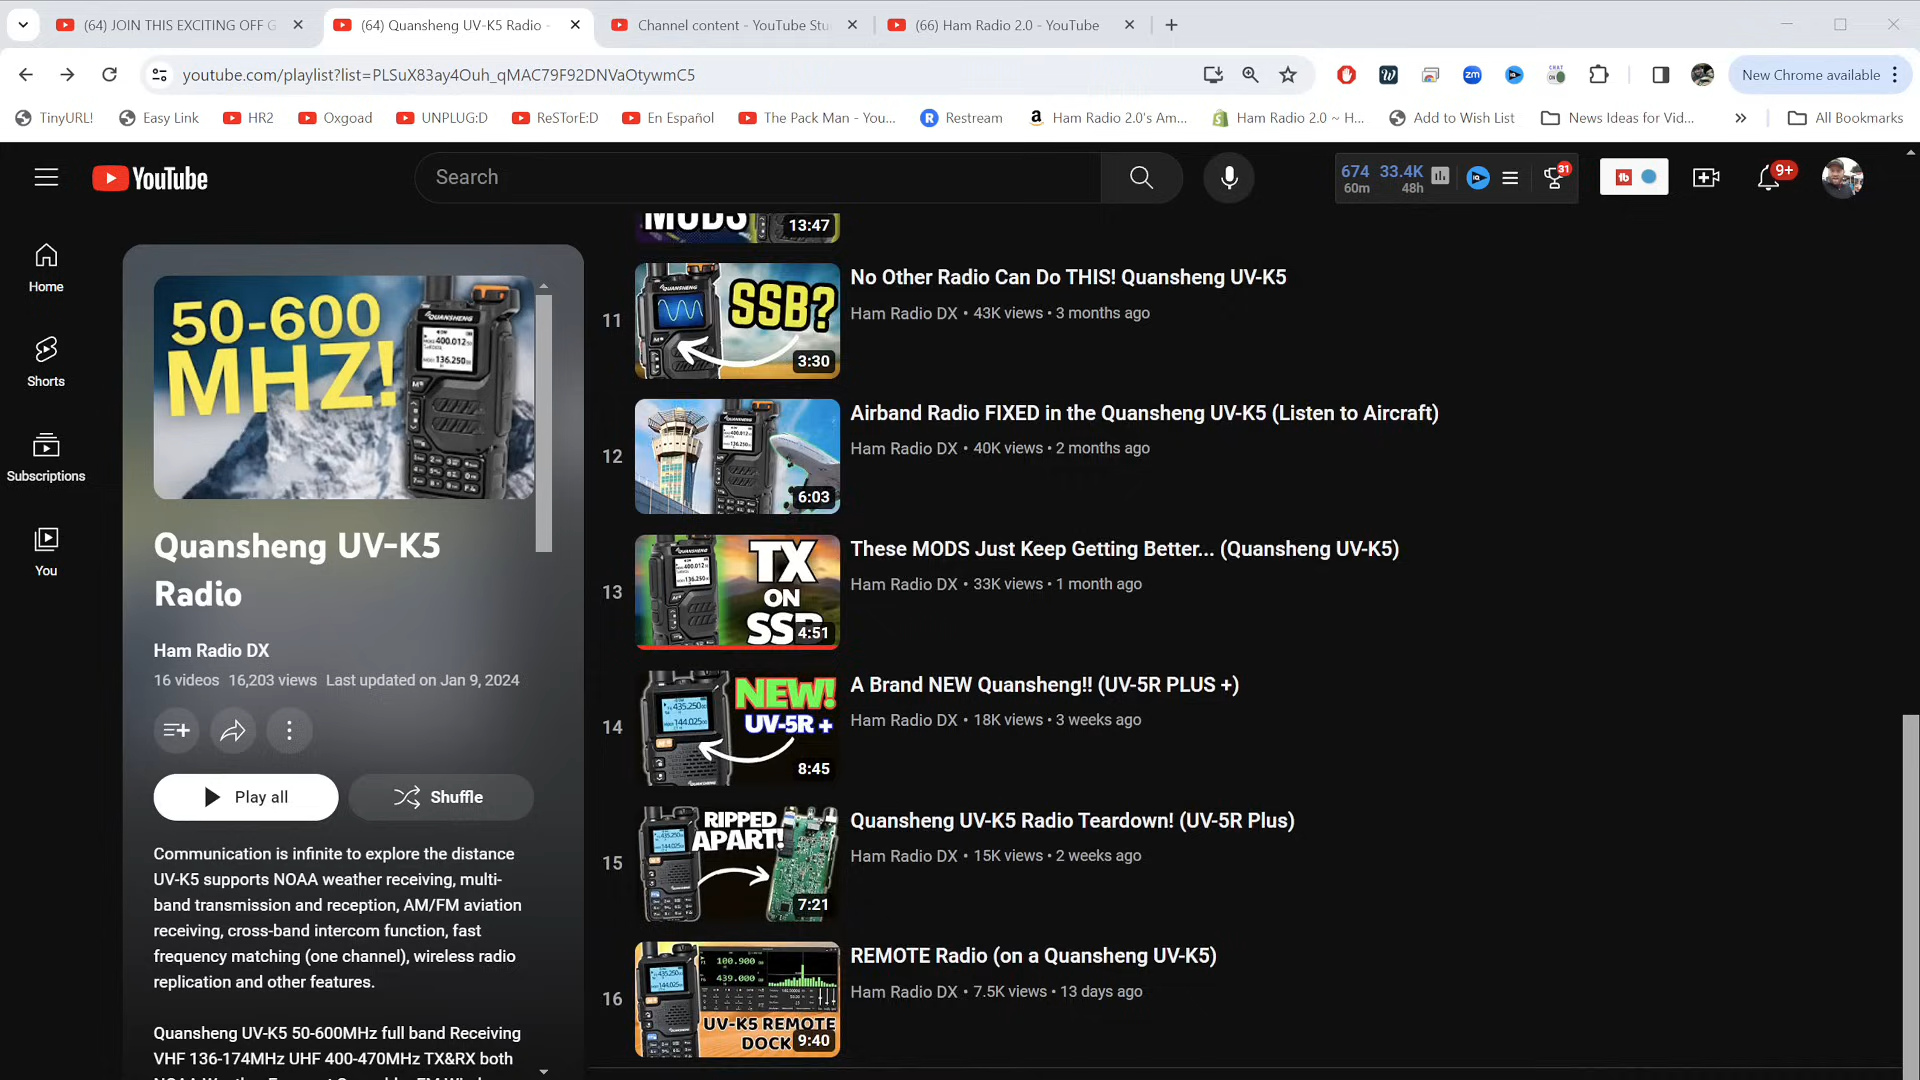 (64) JOIN THIS EXCITING OFF G
(64) Quansheng UV-K5 Radio -
Channel content - YouTube Stu
(66) Ham Radio 2.0 - YouTube
youtube.com/playlist?list=PLSuX83ay4Ouh_qMAC79F92DNVaOtywmC5
New Chrome available
TinyURL!
Easy Link
HR2
Oxgoad
UNPLUG:D
ReSTorE:D
En Español
The Pack Man - You...
Restream
Ham Radio 2.0's Am...
Ham Radio 2.0 ~ H...
Add to Wish List
News Ideas for Vid...
All Bookmarks
YouTube
Search
674 33.4K
60m 48h
31
9+
Home
Shorts
Subscriptions
You
50-600
MHZ!
Quansheng UV-K5
Radio
Ham Radio DX
16 videos 16,203 views Last updated on Jan 9, 2024
Play all
Shuffle
Communication is infinite to explore the distance
UV-K5 supports NOAA weather receiving, multi-
band transmission and reception, AM/FM aviation
receiving, cross-band intercom function, fast
frequency matching (one channel), wireless radio
replication and other features.
Quansheng UV-K5 50-600MHz full band Receiving
VHF 136-174MHz UHF 400-470MHz TX&RX both
MODS
13:47
11
SSB?
3:30
No Other Radio Can Do THIS! Quansheng UV-K5
Ham Radio DX • 43K views • 3 months ago
12
6:03
Airband Radio FIXED in the Quansheng UV-K5 (Listen to Aircraft)
Ham Radio DX • 40K views • 2 months ago
13
TX
ON
SSB
4:51
These MODS Just Keep Getting Better... (Quansheng UV-K5)
Ham Radio DX • 33K views • 1 month ago
14
NEW!
UV-5R +
8:45
A Brand NEW Quansheng!! (UV-5R PLUS +)
Ham Radio DX • 18K views • 3 weeks ago
15
RIPPED
APART!
7:21
Quansheng UV-K5 Radio Teardown! (UV-5R Plus)
Ham Radio DX • 15K views • 2 weeks ago
16
100.900
439.000
UV-K5 REMOTE
DOCK
9:40
REMOTE Radio (on a Quansheng UV-K5)
Ham Radio DX • 7.5K views • 13 days ago